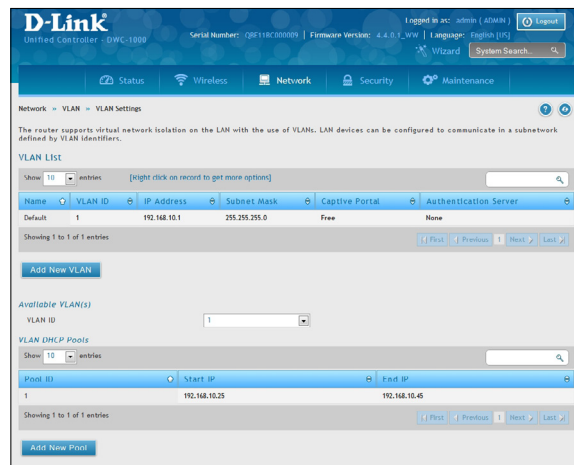 D-Link
Unified Controller - DWC-1000
Logged in as: admin ( ADMIN ) Logout
Serial Number: QBF11BC000009 | Firmware Version: 4.4.0.1_WW | Language: English [US]
Wizard System Search...
Status Wireless Network Security Maintenance
Network » VLAN » VLAN Settings
The router supports virtual network isolation on the LAN with the use of VLANs. LAN devices can be configured to communicate in a subnetwork
defined by VLAN identifiers.
VLAN List
Show 10 entries [Right click on record to get more options]
Name VLAN ID IP Address Subnet Mask Captive Portal Authentication Server
Default 1 192.168.10.1 255.255.255.0 Free None
Showing 1 to 1 of 1 entries First Previous 1 Next Last
Add New VLAN
Available VLAN(s)
VLAN ID 1
VLAN DHCP Pools
Show 10 entries
Pool ID Start IP End IP
1 192.168.10.25 192.168.10.45
Showing 1 to 1 of 1 entries First Previous 1 Next Last
Add New Pool